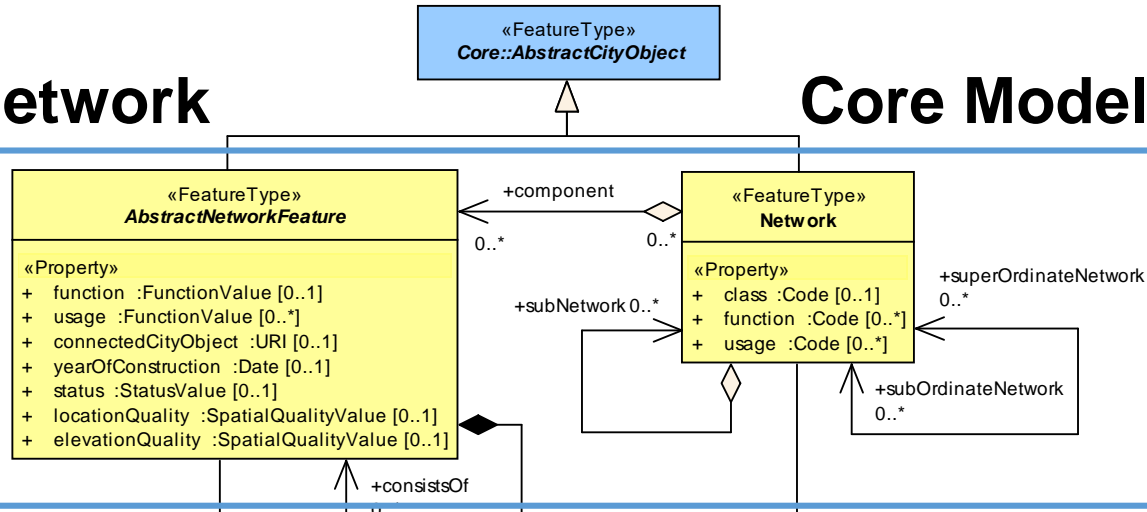 «FeatureType»
Core::AbstractCityObject
etwork
Core Model
«FeatureType»
AbstractNetworkFeature
«Property»
+ function :FunctionValue [0..1]
+ usage :FunctionValue [0..*]
+ connectedCityObject :URI [0..1]
+ yearOfConstruction :Date [0..1]
+ status :StatusValue [0..1]
+ locationQuality :SpatialQualityValue [0..1]
+ elevationQuality :SpatialQualityValue [0..1]
+component
0..*
0..*
«FeatureType»
Network
«Property»
+ class :Code [0..1]
+ function :Code [0..*]
+ usage :Code [0..*]
+subNetwork 0..*
+superOrdinateNetwork
0..*
+subOrdinateNetwork
0..*
+consistsOf